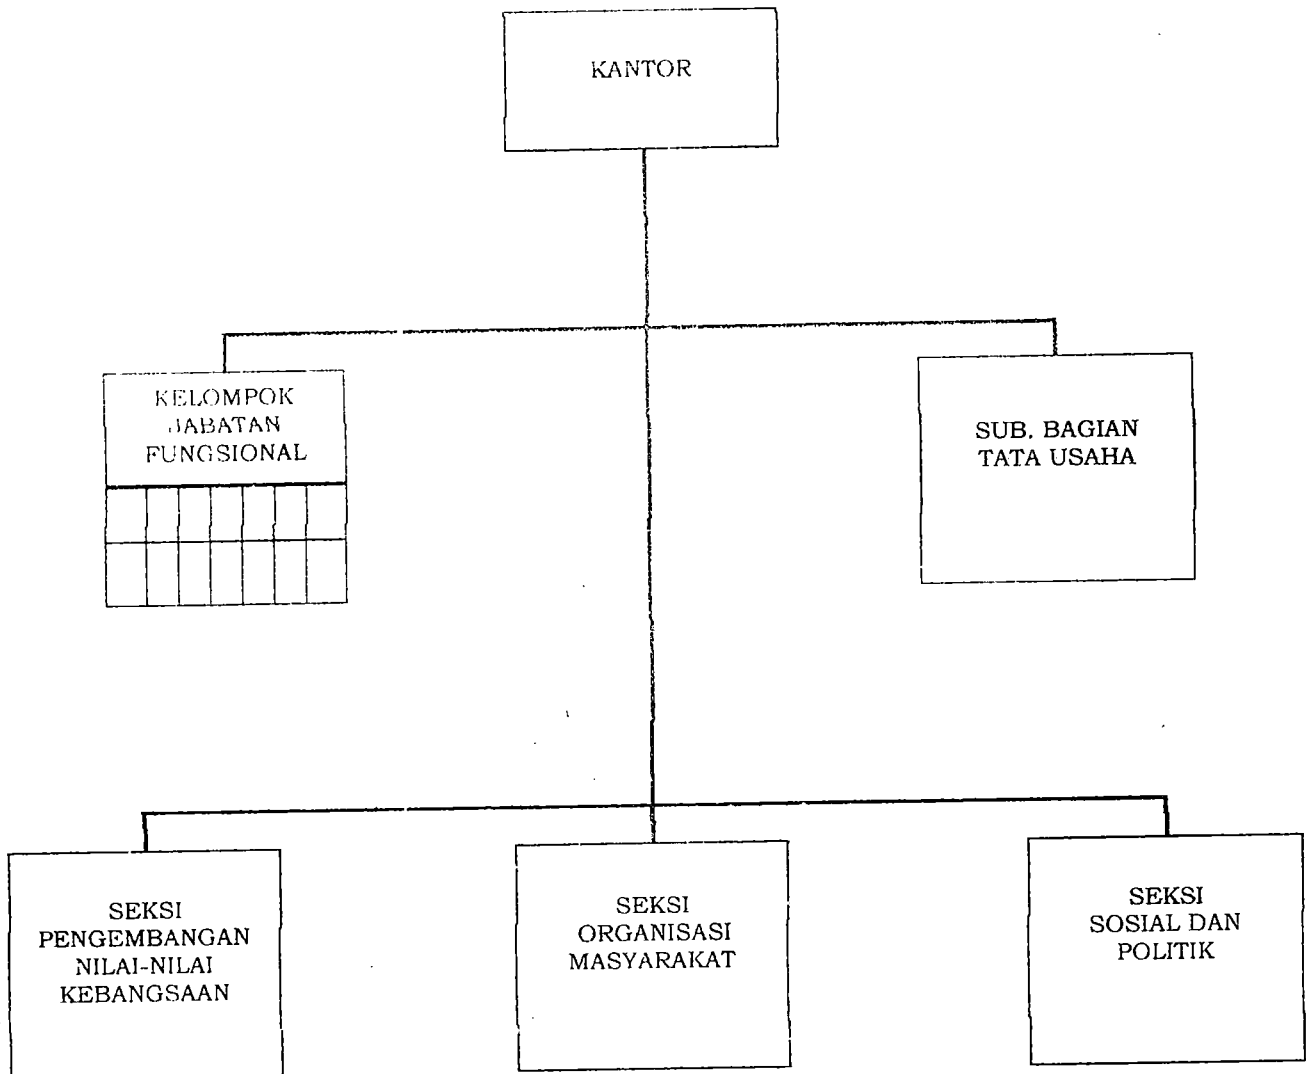 KANTOR
KELOMPOK
JABATAN
FUNGSIONAL
SUB. BAGIAN
TATA USAHA
SEKSI
PENGEMBANGAN
NILAI-NILAI
KEBANGSAAN
SEKSI
ORGANISASI
MASYARAKAT
SEKSI
SOSIAL DAN
POLITIK